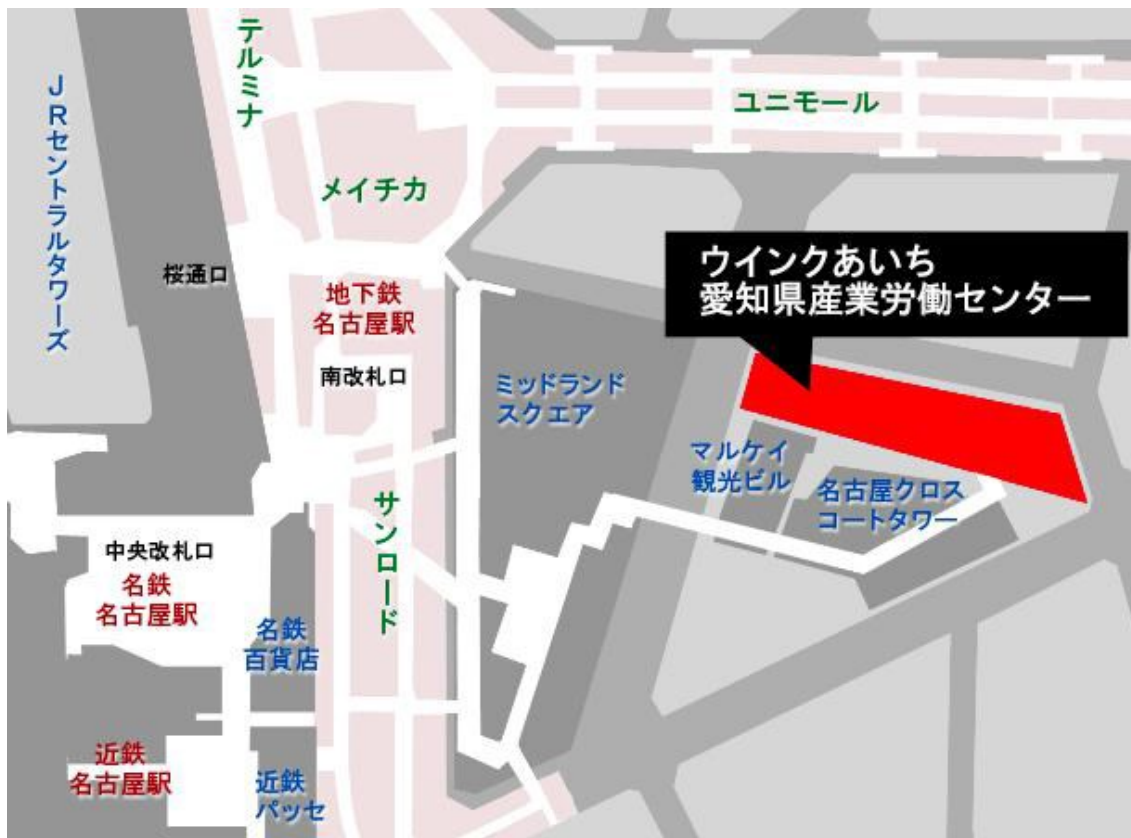 テルミナ
JRセントラルタワーズ
ユニモール
メイチカ
桜通口
地下鉄
名古屋駅
南改札口
ウインクあいち
愛知県産業労働センター
ミッドランド
スクエア
マルケイ
観光ビル
名古屋クロス
コートタワー
サンロード
中央改札口
名鉄
名古屋駅
名鉄
百貨店
近鉄
名古屋駅
近鉄
パッセ